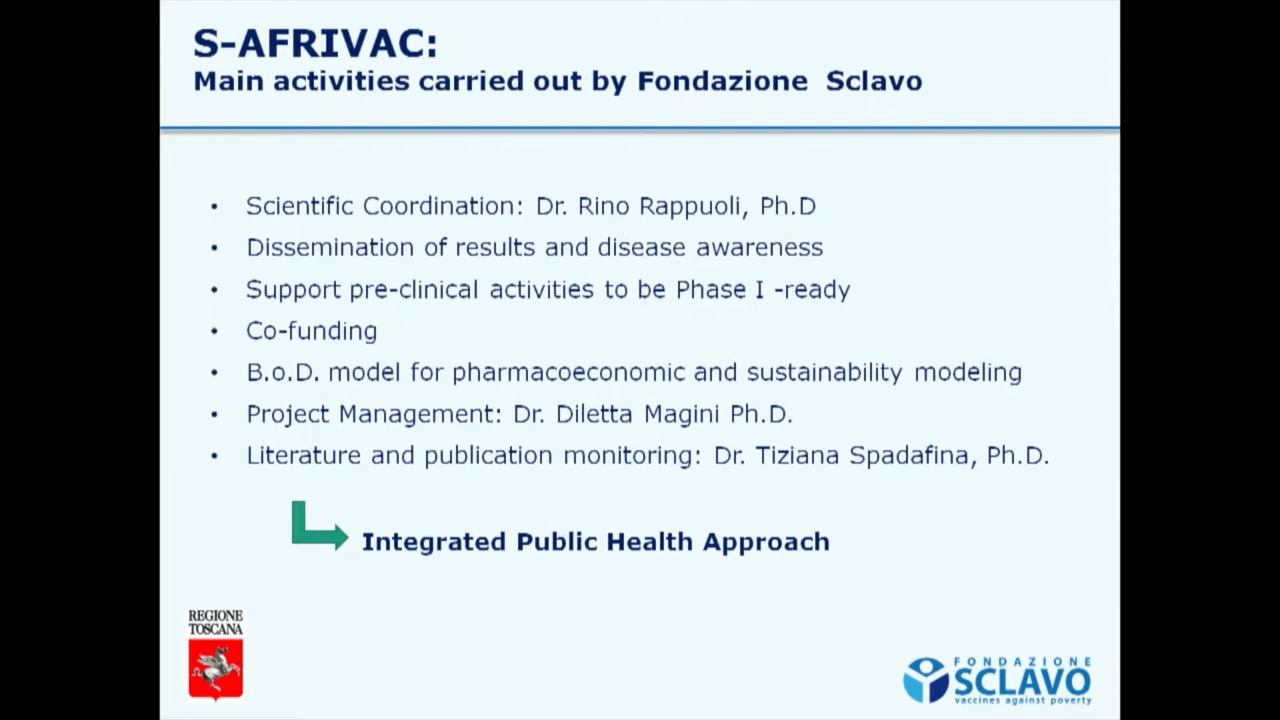 S-AFRIVAC:
Main activities carried out by Fondazione Sclavo
• Scientific Coordination: Dr. Rino Rappuoli, Ph.D
• Dissemination of results and disease awareness
• Support pre-clinical activities to be Phase I -ready
• Co-funding
• B.o.D. model for pharmacoeconomic and sustainability modeling
• Project Management: Dr. Diletta Magini Ph.D.
• Literature and publication monitoring: Dr. Tiziana Spadafina, Ph.D.
Integrated Public Health Approach
REGIONE
TOSCANA
FONDAZIONE
SCLAVO
vaccines against poverty